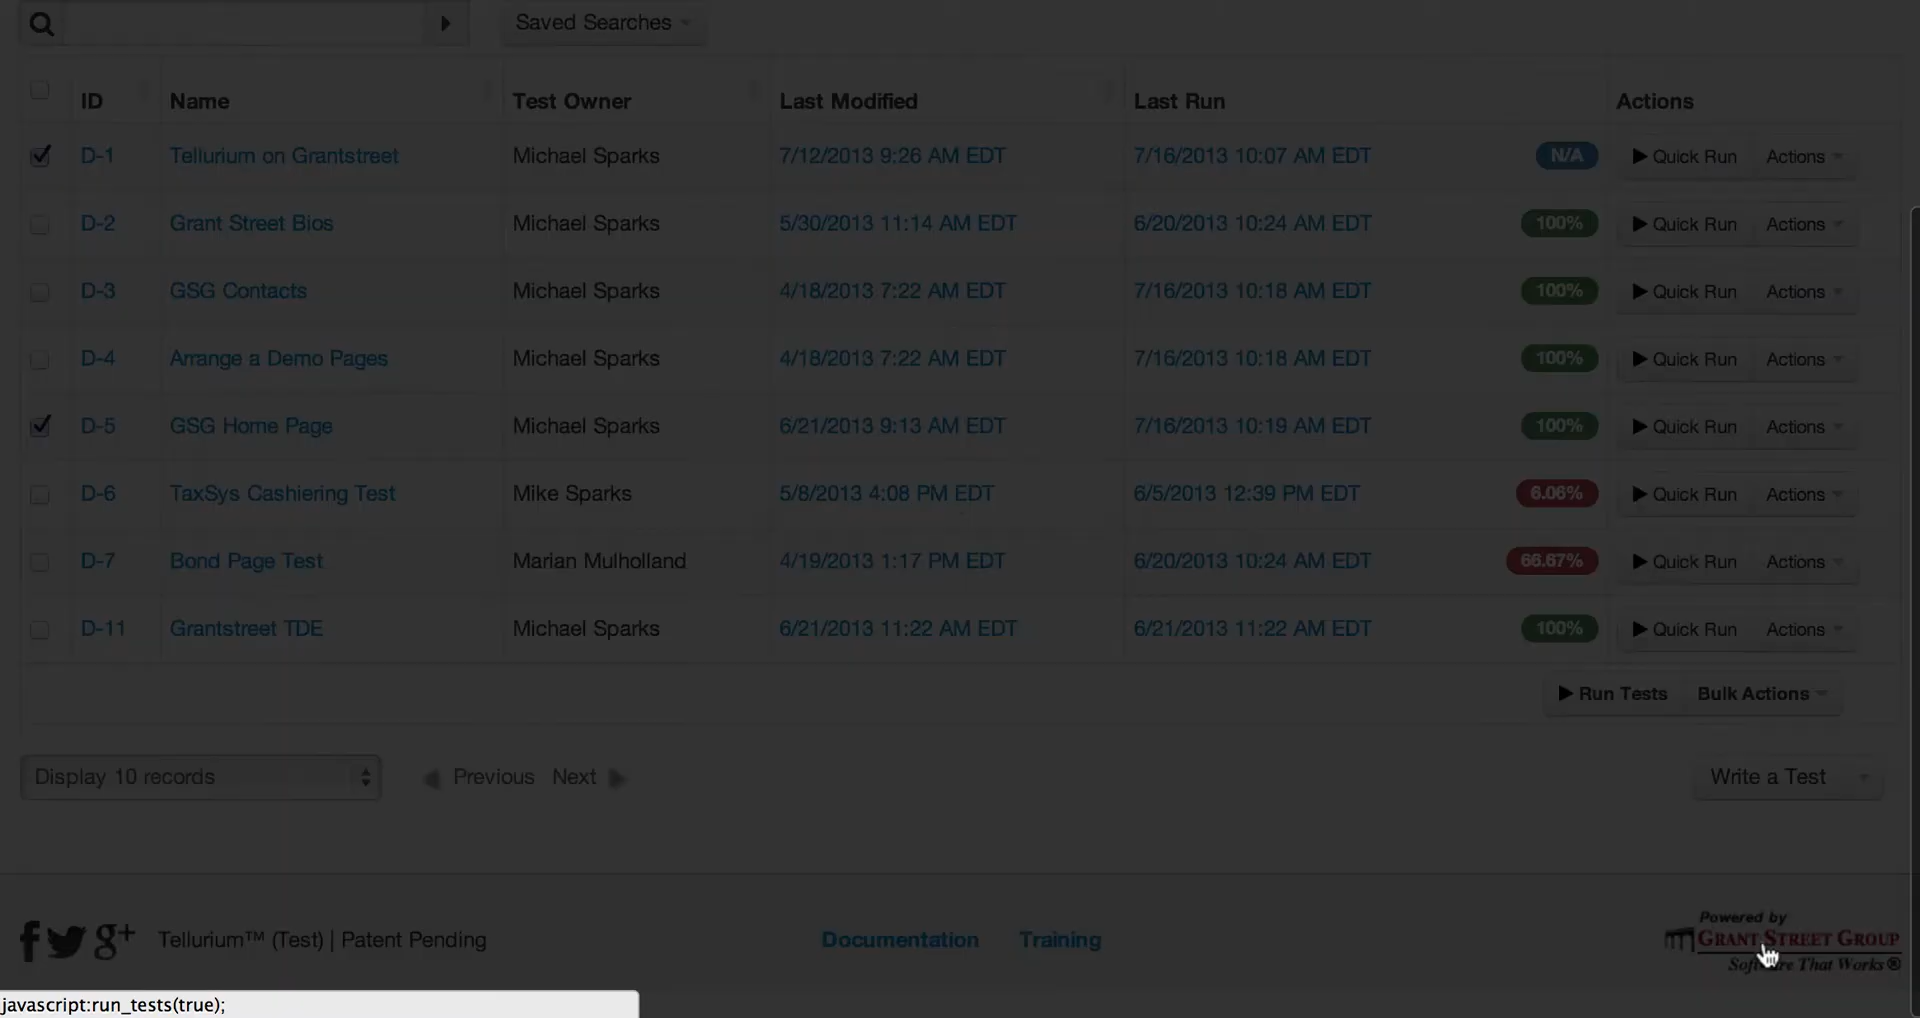 Saved Searches
ID Name Test Owner Last Modified Last Run Actions
D-1 Tellurium on Grantstreet Michael Sparks 7/12/2013 9:26 AM EDT 7/16/2013 10:07 AM EDT N/A Quick Run Actions
D-2 Grant Street Bios Michael Sparks 5/30/2013 11:14 AM EDT 6/20/2013 10:24 AM EDT 100% Quick Run Actions
D-3 GSG Contacts Michael Sparks 4/18/2013 7:22 AM EDT 7/16/2013 10:18 AM EDT 100% Quick Run Actions
D-4 Arrange a Demo Pages Michael Sparks 4/18/2013 7:22 AM EDT 7/16/2013 10:18 AM EDT 100% Quick Run Actions
D-5 GSG Home Page Michael Sparks 6/21/2013 9:13 AM EDT 7/16/2013 10:19 AM EDT 100% Quick Run Actions
D-6 TaxSys Cashiering Test Mike Sparks 5/8/2013 4:08 PM EDT 6/5/2013 12:39 PM EDT 6.06% Quick Run Actions
D-7 Bond Page Test Marian Mulholland 4/19/2013 1:17 PM EDT 6/20/2013 10:24 AM EDT 66.67% Quick Run Actions
D-11 Grantstreet TDE Michael Sparks 6/21/2013 11:22 AM EDT 6/21/2013 11:22 AM EDT 100% Quick Run Actions
Run Tests Bulk Actions
Display 10 records Previous Next Write a Test
Powered by
f g+ Tellurium™ (Test) | Patent Pending Documentation Training GRANT STREET GROUP
Software That Works®
javascript:run_tests(true);